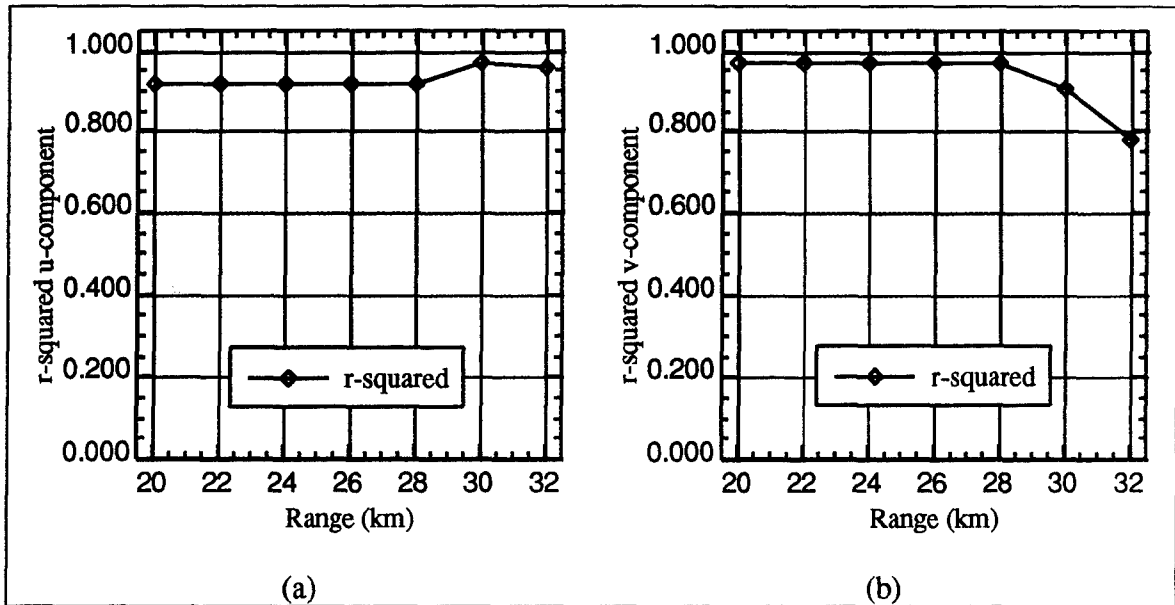 r-squared u-component
1.000
0.800
0.600
0.400
0.200
0.000
r-squared
20 22 24 26 28 30 32
Range (km)
(a)
r-squared v-component
1.000
0.800
0.600
0.400
0.200
0.000
r-squared
20 22 24 26 28 30 32
Range (km)
(b)